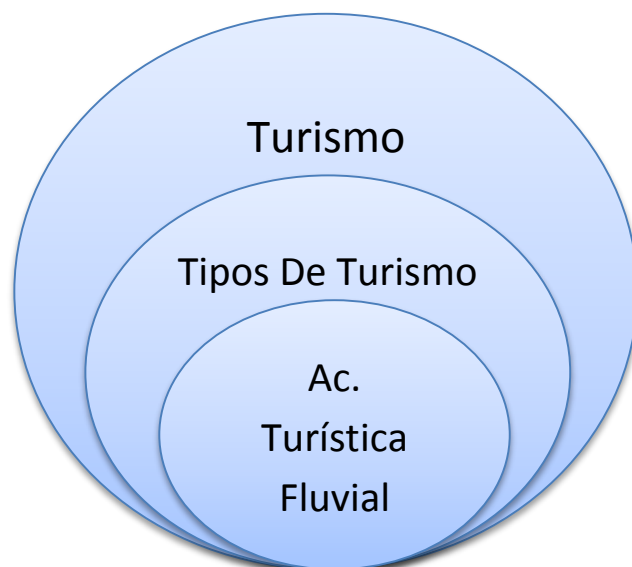 Turismo
Tipos De Turismo
Ac.
Turística
Fluvial